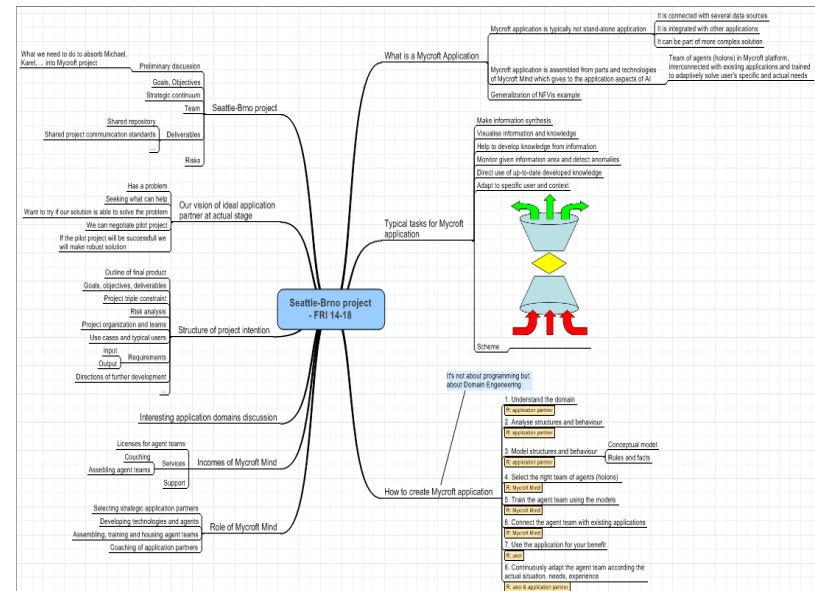 Seattle-Brno project
- FRI 14-18
What is a Mycroft Application
Mycroft application is typically not stand-alone application
It is connected with several data sources
It is integrated with other applications
It can be part of more complex solution
Mycroft application is assembled from parts and technologies
of Mycroft Mind which gives to the application aspects of AI
Team of agents (holons) in Mycroft platform,
interconnected with existing applications and trained
to adaptively solve user's specific and actual needs
Generalization of NFVis example
Typical tasks for Mycroft
application
Make information synthesis
Visualise information and knowledge
Help to develop knowledge from information
Monitor given information area and detect anomalies
Direct use of up-to-date developed knowledge
Adapt to specific user and context
Scheme
It's not about programming but
about Domain Engeneering
How to create Mycroft application
1. Understand the domain
R: application partner
2. Analyse structures and behaviour
R: application partner
3. Model structures and behaviour
R: application partner
Conceptual model
Rules and facts
4. Select the right team of agents (holons)
R: Mycroft Mind
5. Train the agent team using the models
R: Mycroft Mind
6. Connect the agent team with existing applications
R: Mycroft Mind
7. Use the application for your benefit
R: user
8. Continuously adapt the agent team according the
actual situation, needs, experience
R: user & application partner
Seattle-Brno project
Preliminary discussion
What we need to do to absorb Michael,
Karel, ... into Mycroft project
Goals, Objectives
Strategic continuum
Team
Deliverables
Shared repository
Shared project communication standards
...
Risks
Our vision of ideal application
partner at actual stage
Has a problem
Seeking what can help
Want to try if our solution is able to solve the problem
We can negotiate pilot project
If the pilot project will be successfull we
will make robust solution
Structure of project intention
Outline of final product
Goals, objectives, deliverables
Project triple constraint
Risk analysis
Project organization and teams
Use cases and typical users
Requirements
Input
Output
Directions of further development
...
Interesting application domains discussion
Incomes of Mycroft Mind
Licenses for agent teams
Services
Couching
Assebling agent teams
Support
Role of Mycroft Mind
Selecting strategic application partners
Developing technologies and agents
Assembling, training and housing agent teams
Coaching of application partners